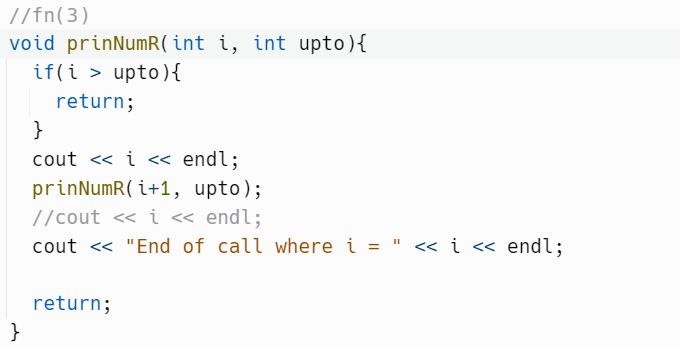 //fn(3)
void prinNumR(int i, int upto){
  if(i > upto){
    return;
  }
  cout << i << endl;
  prinNumR(i+1, upto);
  //cout << i << endl;
  cout << "End of call where i = " << i << endl;

  return;
}